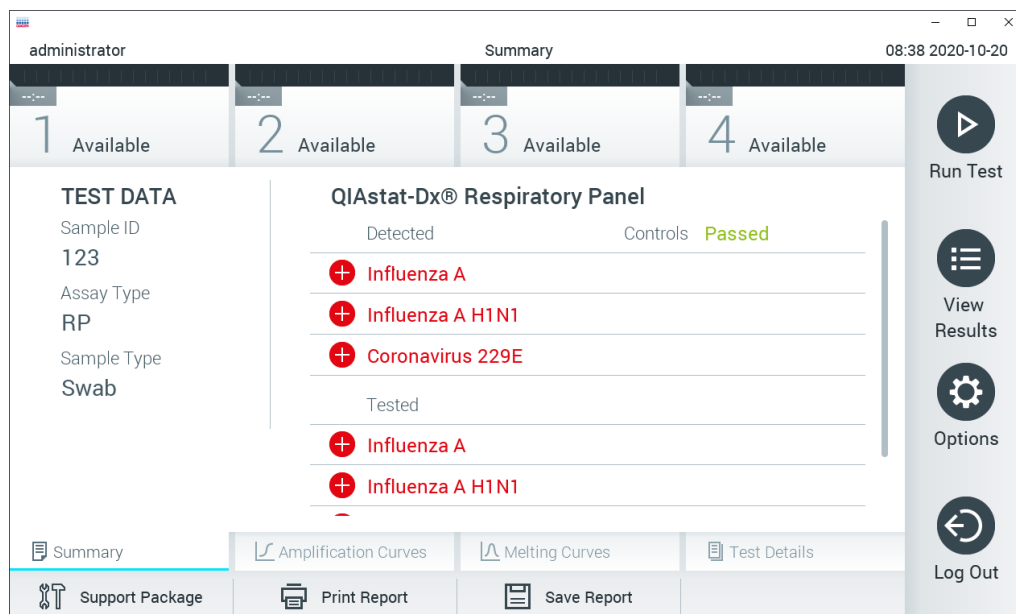 administrator
Summary
08:38 2020-10-20
--:--
1 Available
--:--
2 Available
--:--
3 Available
--:--
4 Available
Run Test
View
Results
Options
Log Out
TEST DATA
Sample ID
123
Assay Type
RP
Sample Type
Swab
QIAstat-Dx® Respiratory Panel
Detected Controls Passed
Influenza A
Influenza A H1N1
Coronavirus 229E
Tested
Influenza A
Influenza A H1N1
Summary
Amplification Curves
Melting Curves
Test Details
Support Package
Print Report
Save Report